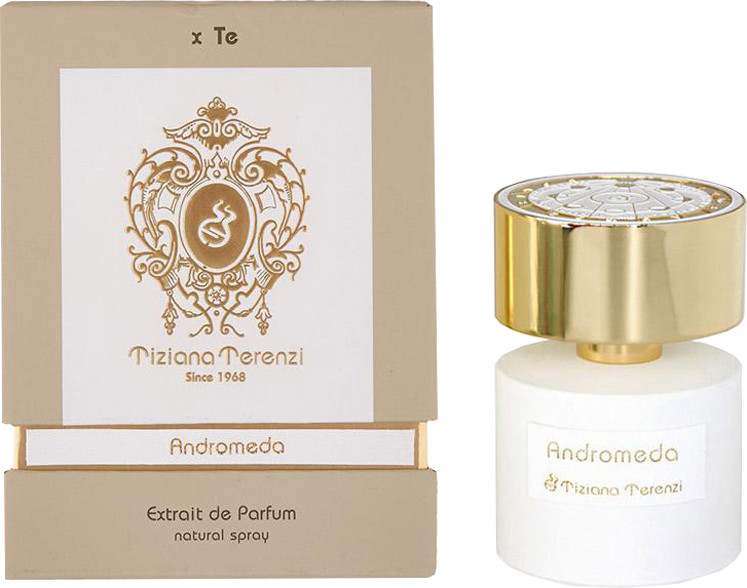 x Te
Tiziana Terenzi
Since 1968
Andromeda
Extrait de Parfum
natural spray
Andromeda
Tiziana Terenzi